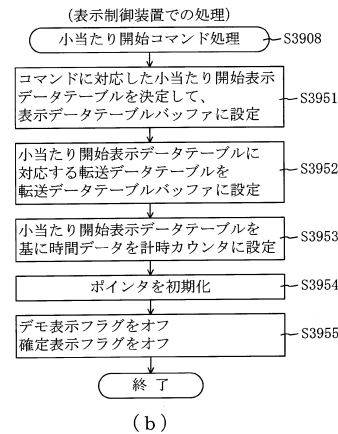 (表示制御装置での処理)
小当たり開始コマンド処理
S3908
コマンドに対応した小当たり開始表示
データテーブルを決定して、
表示データテーブルバッファに設定
S3951
小当たり開始表示データテーブルに
対応する転送データテーブルを
転送データテーブルバッファに設定
S3952
小当たり開始表示データテーブルを
基に時間データを計時カウンタに設定
S3953
ポインタを初期化
S3954
デモ表示フラグをオフ
確定表示フラグをオフ
S3955
終了
(b)